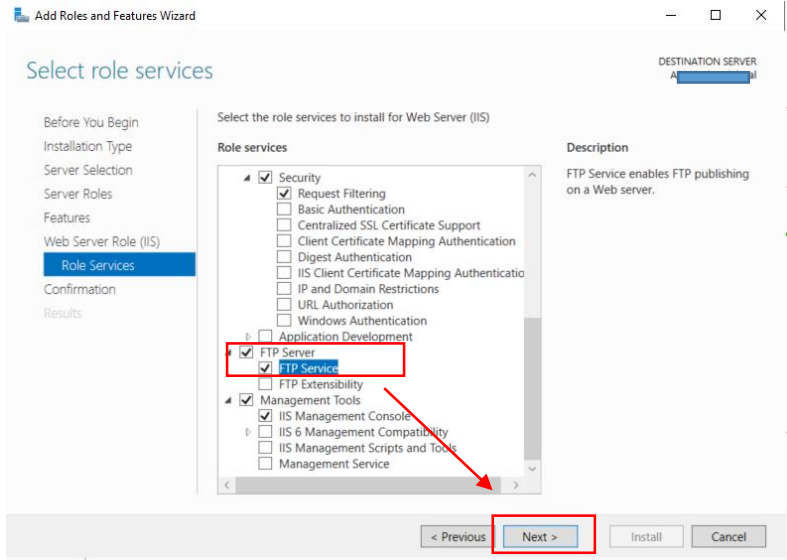 Add Roles and Features Wizard
Select role services
DESTINATION SERVER
Before You Begin
Installation Type
Server Selection
Server Roles
Features
Web Server Role (IIS)
Role Services
Confirmation
Results
Select the role services to install for Web Server (IIS)
Role services
Security
Request Filtering
Basic Authentication
Centralized SSL Certificate Support
Client Certificate Mapping Authentication
Digest Authentication
IIS Client Certificate Mapping Authenticatio
IP and Domain Restrictions
URL Authorization
Windows Authentication
Application Development
FTP Server
FTP Service
FTP Extensibility
Management Tools
IIS Management Console
IIS 6 Management Compatibility
IIS Management Scripts and Tools
Management Service
Description
FTP Service enables FTP publishing
on a Web server.
< Previous
Next >
Install
Cancel